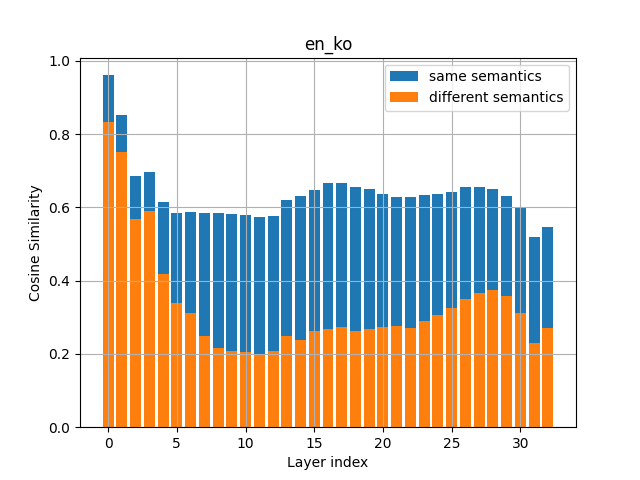 en_ko
same semantics
different semantics
Cosine Similarity
1.0
0.8
0.6
0.4
0.2
0.0
0 5 10 15 20 25 30
Layer index